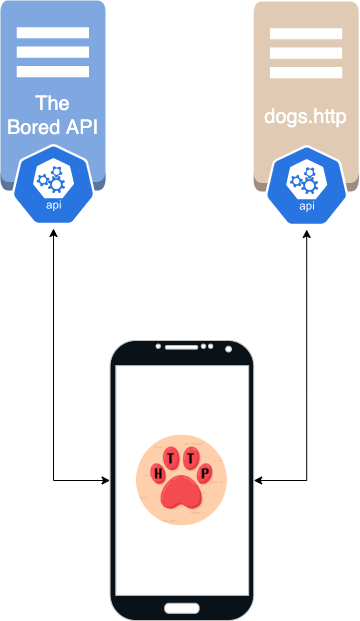 The
Bored API
dogs.http
api
api
H T T P